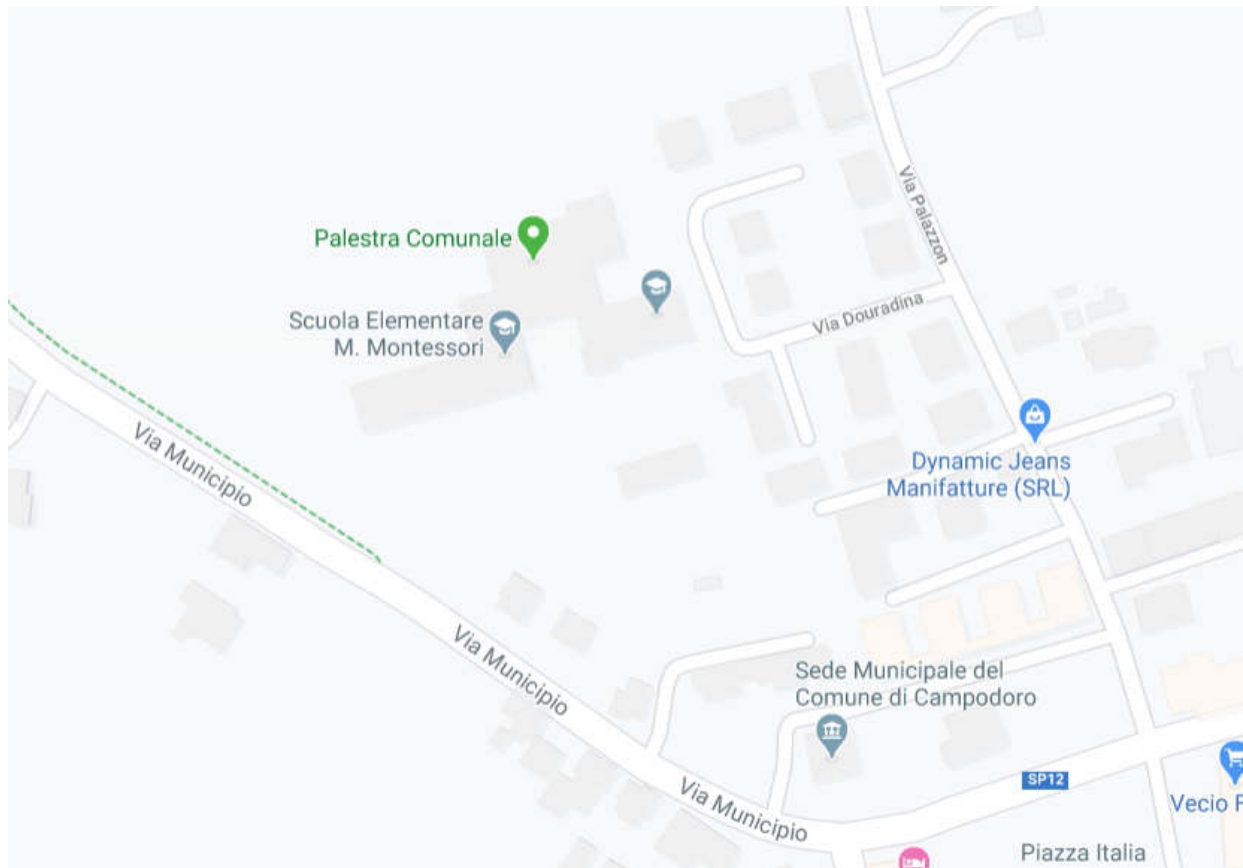 Via Palazzon
Palestra Comunale
Scuola Elementare
M. Montessori
Via Douradina
Via Municipio
Dynamic Jeans
Manifatture (SRL)
Via Municipio
Sede Municipale del
Comune di Campodoro
SP12
Via Municipio
Vecio F
Piazza Italia